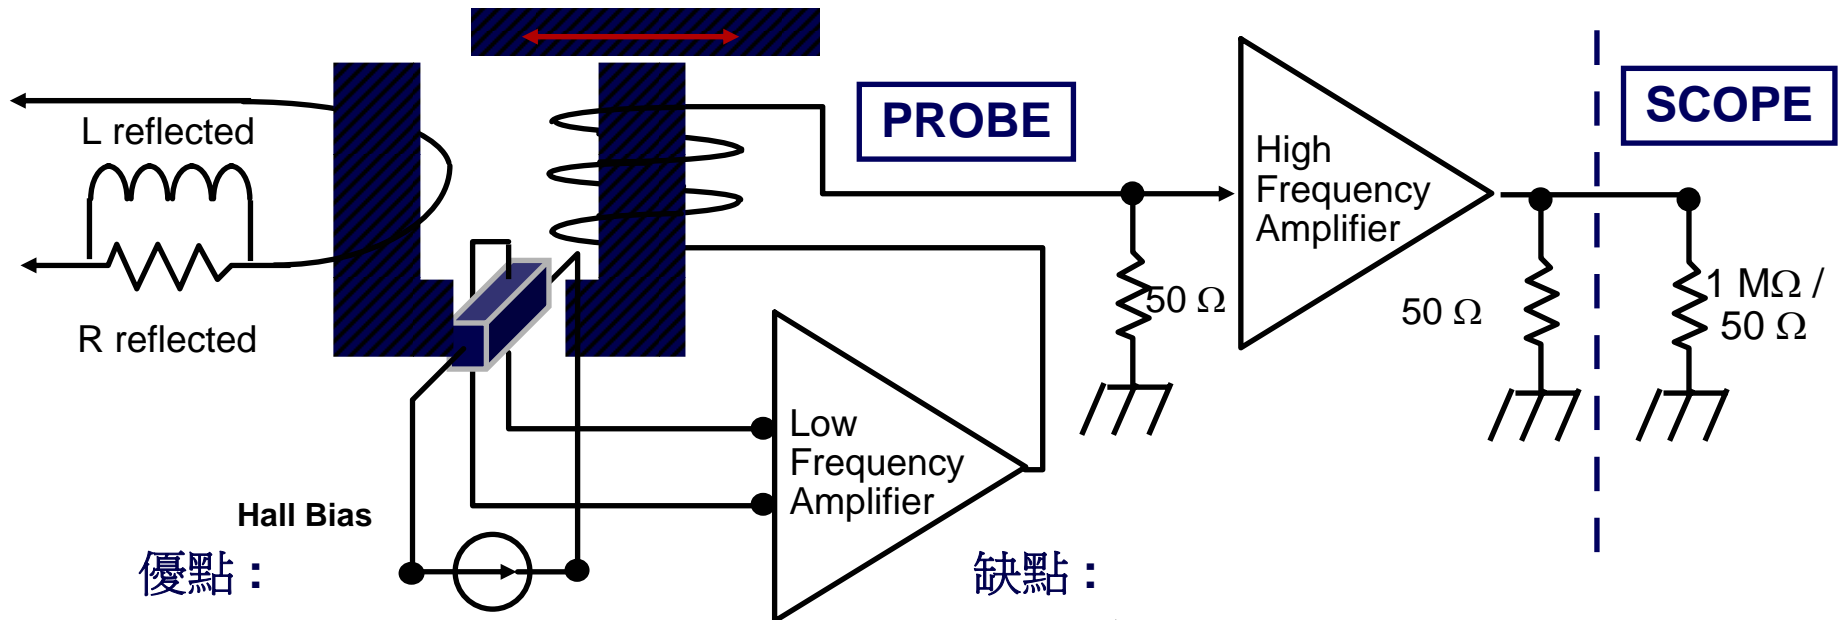 PROBE
SCOPE
L reflected
R reflected
High
Frequency
Amplifier
50 Ω
50 Ω
1 MΩ /
50 Ω
Low
Frequency
Amplifier
Hall Bias
優點：
缺點：